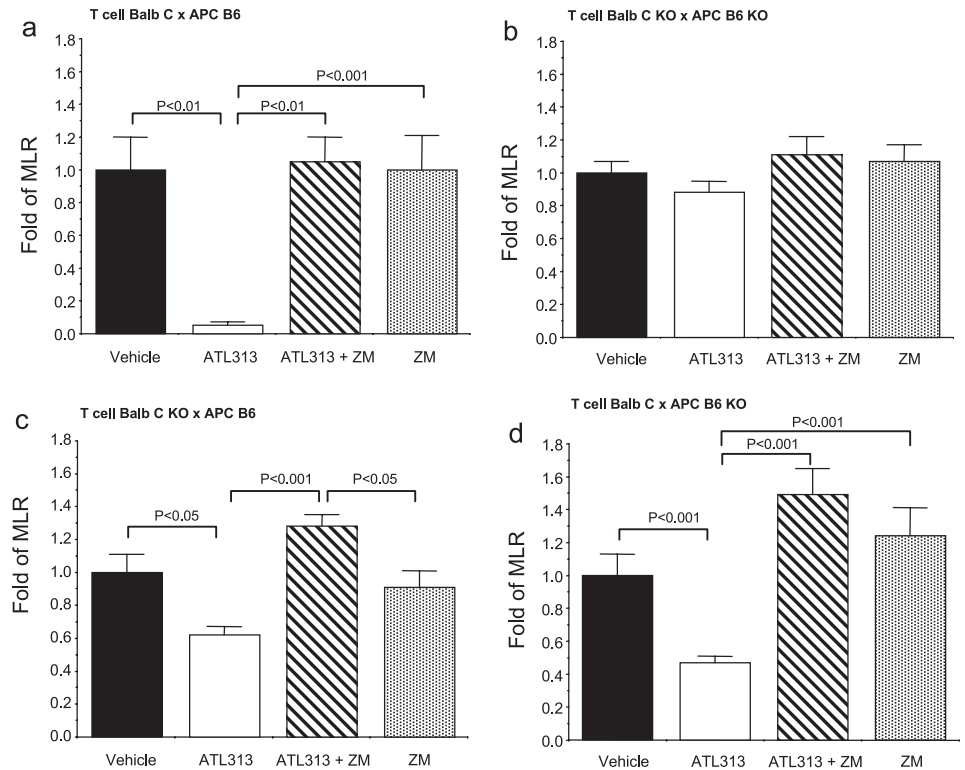 a
T cell Balb C x APC B6
Fold of MLR
1.8
1.6
1.4
1.2
1.0
0.8
0.6
0.4
0.2
0.0
P<0.001
P<0.01
P<0.01
Vehicle
ATL313
ATL313 + ZM
ZM
b
T cell Balb C KO x APC B6 KO
Fold of MLR
1.8
1.6
1.4
1.2
1.0
0.8
0.6
0.4
0.2
0.0
Vehicle
ATL313
ATL313 + ZM
ZM
c
T cell Balb C KO x APC B6
Fold of MLR
1.8
1.6
1.4
1.2
1.0
0.8
0.6
0.4
0.2
0.0
P<0.05
P<0.001
P<0.05
Vehicle
ATL313
ATL313 + ZM
ZM
d
T cell Balb C x APC B6 KO
Fold of MLR
1.8
1.6
1.4
1.2
1.0
0.8
0.6
0.4
0.2
0.0
P<0.001
P<0.001
P<0.001
Vehicle
ATL313
ATL313 + ZM
ZM